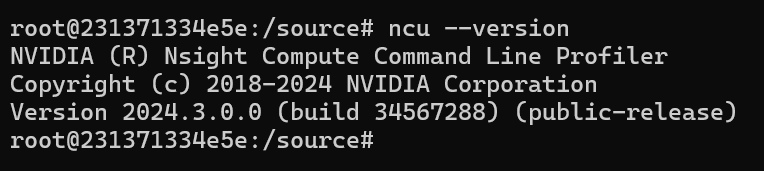 root@231371334e5e:/source# ncu --version
NVIDIA (R) Nsight Compute Command Line Profiler
Copyright (c) 2018-2024 NVIDIA Corporation
Version 2024.3.0.0 (build 34567288) (public-release)
root@231371334e5e:/source#